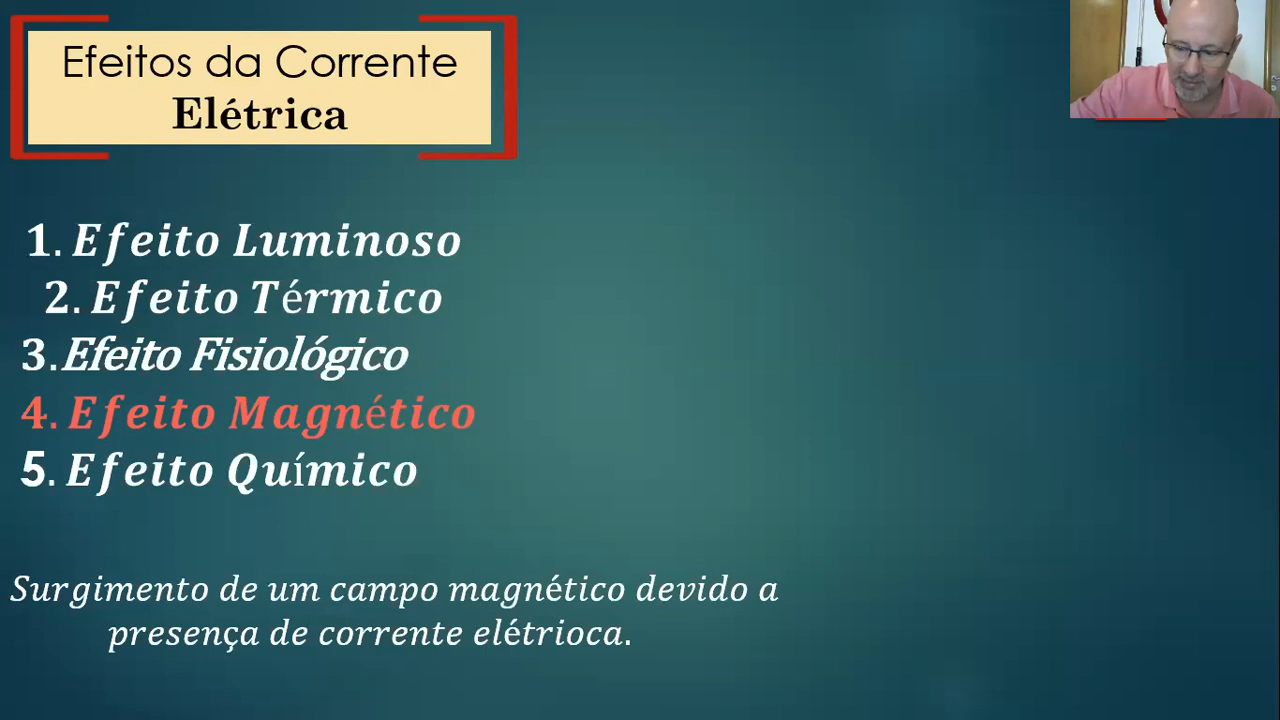 Efeitos da Corrente
Elétrica
1. Efeito Luminoso
2. Efeito Térmico
3.Efeito Fisiológico
4. Efeito Magnético
5. Efeito Químico
Surgimento de um campo magnético devido a
presença de corrente elétrioca.